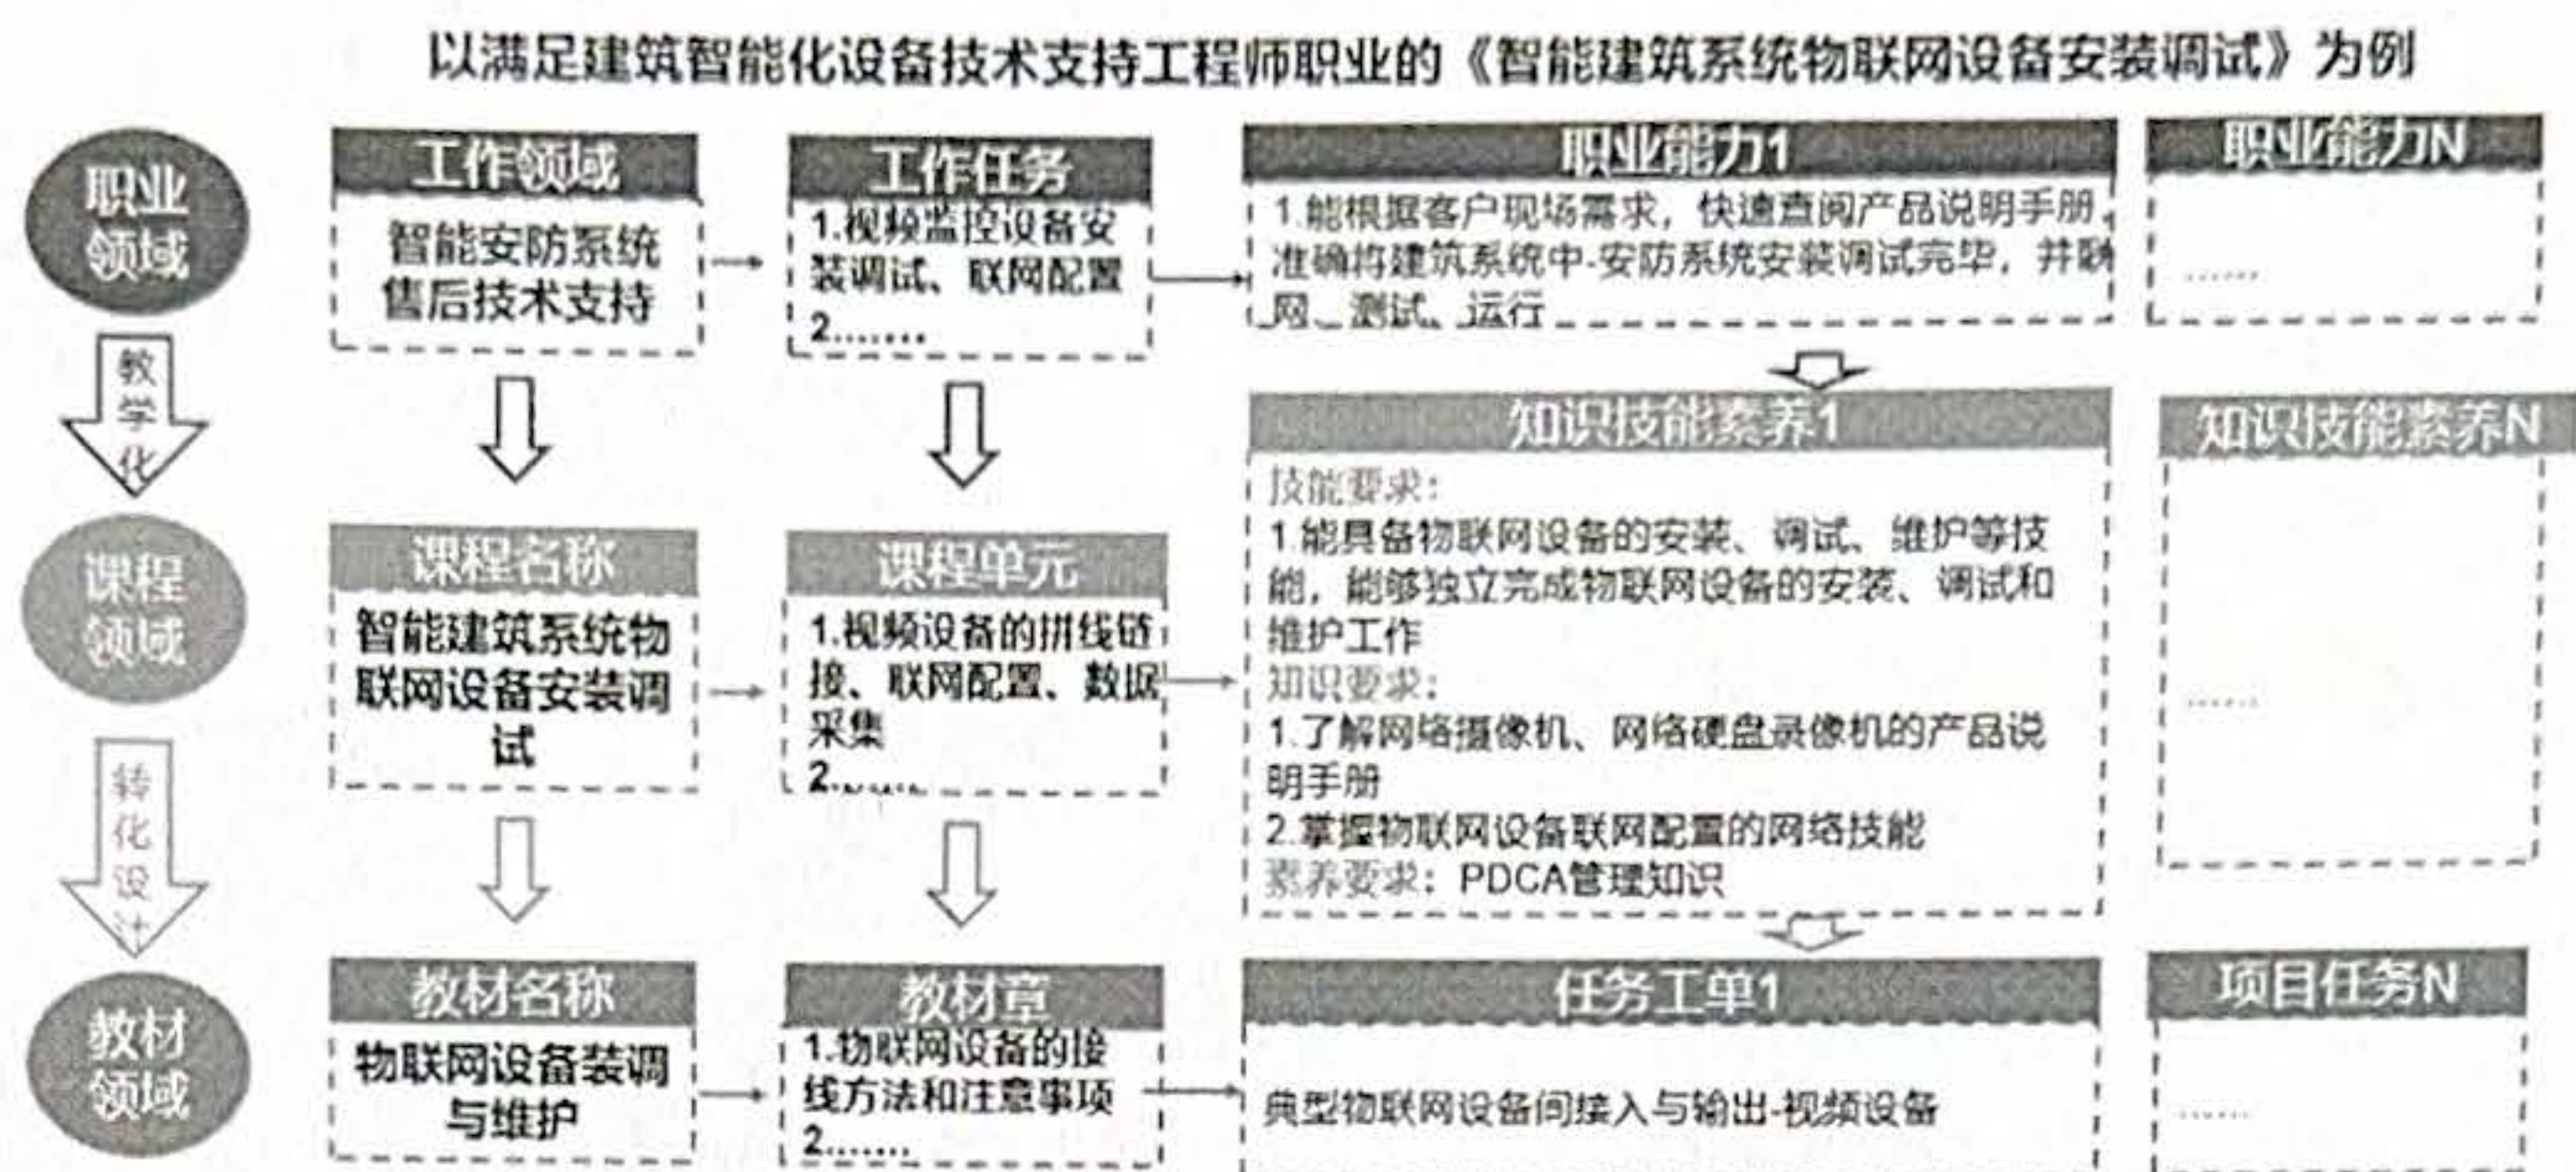 以满足建筑智能化设备技术支持工程师职业的《智能建筑系统物联网设备安装调试》为例
职业
领域
工作领域
智能安防系统
售后技术支持
工作任务
1.视频监控设备安
装调试、联网配置
2.......
职业能力1
1.能根据客户现场需求，快速查阅产品说明手册，
准确将建筑系统中-安防系统安装调试完毕，并联
网、测试、运行
职业能力N
......
教
学
化
课程
领域
课程名称
智能建筑系统物
联网设备安装调
试
课程单元
1.视频设备的拼线链
接、联网配置、数据
采集
2.......
知识技能素养1
技能要求：
1.能具备物联网设备的安装、调试、维护等技
能，能够独立完成物联网设备的安装、调试和
维护工作
知识要求：
1.了解网络摄像机、网络硬盘录像机的产品说
明手册
2.掌握物联网设备联网配置的网络技能
素养要求：PDCA管理知识
知识技能素养N
......
转
化
设
计
教材
领域
教材名称
物联网设备装调
与维护
教材章
1.物联网设备的接
线方法和注意事项
2.......
任务工单1
典型物联网设备间接入与输出-视频设备
项目任务N
......